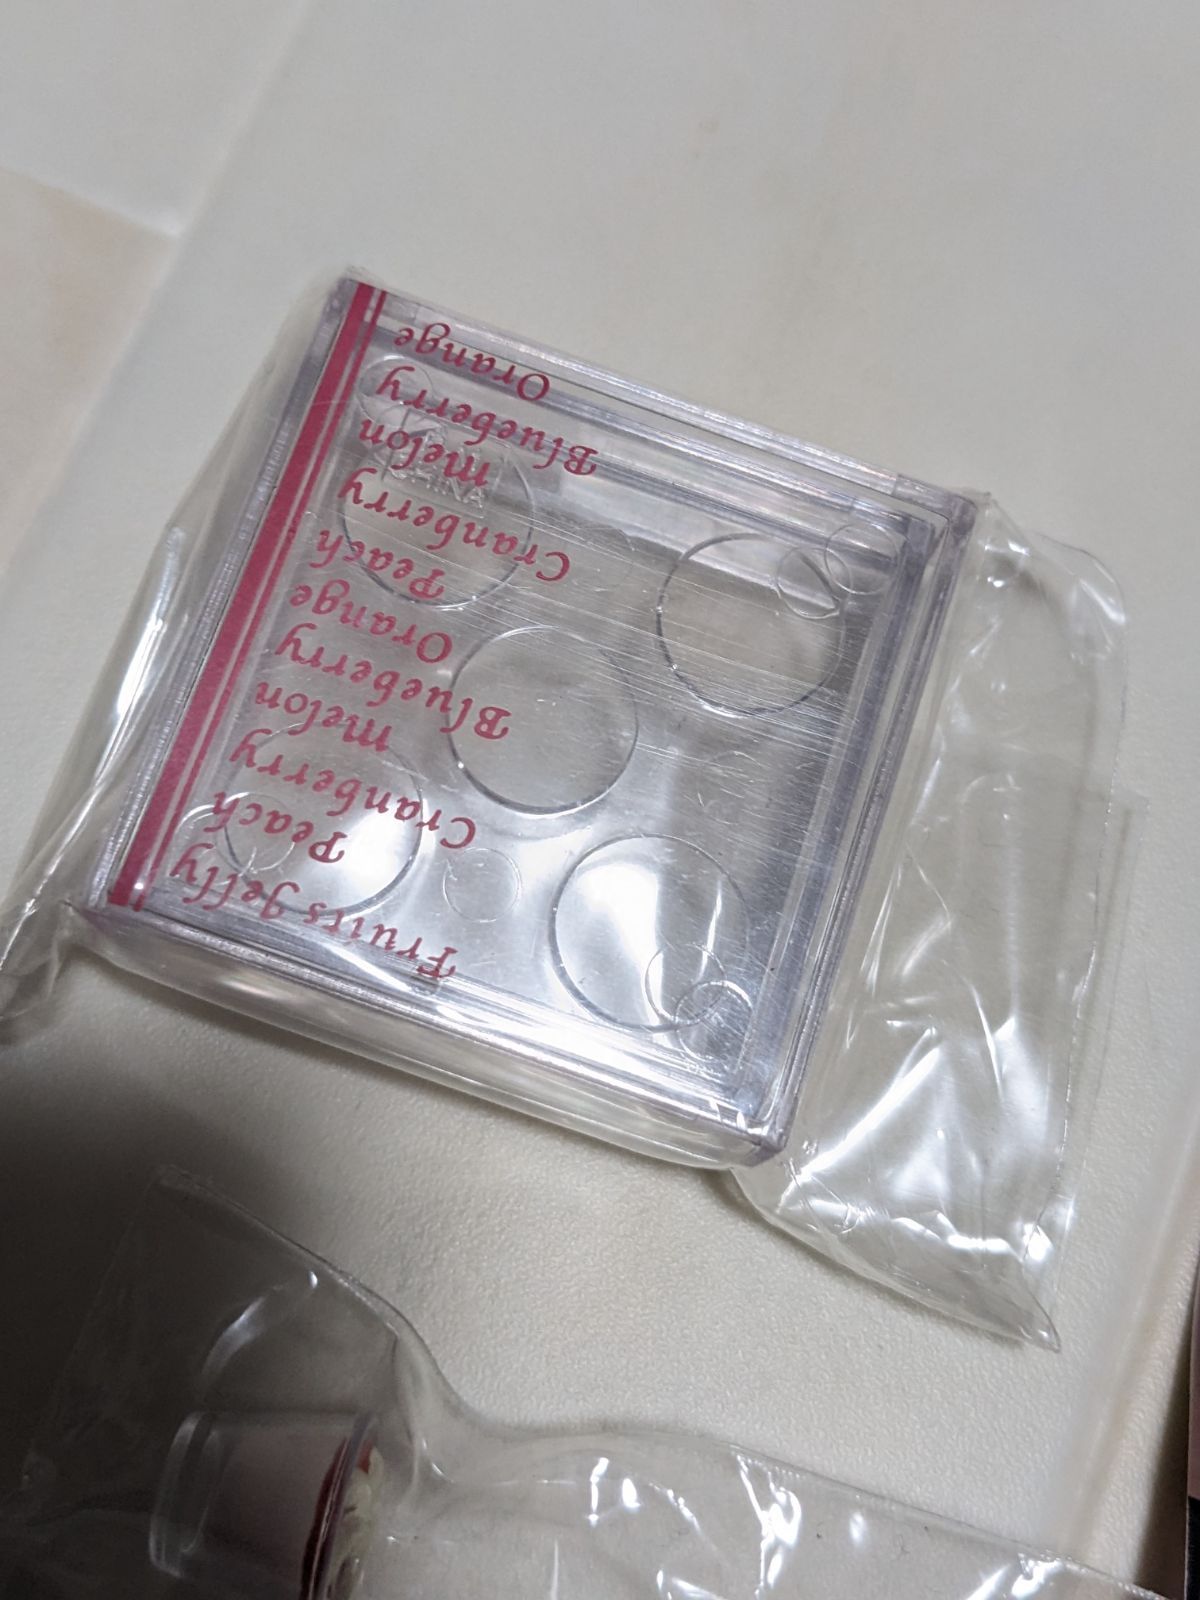 Fruits Jelly
Peach
Cranberry
melon
Blueberry
Orange
Peach
Cranberry
melon
Blueberry
Orange
CHINA